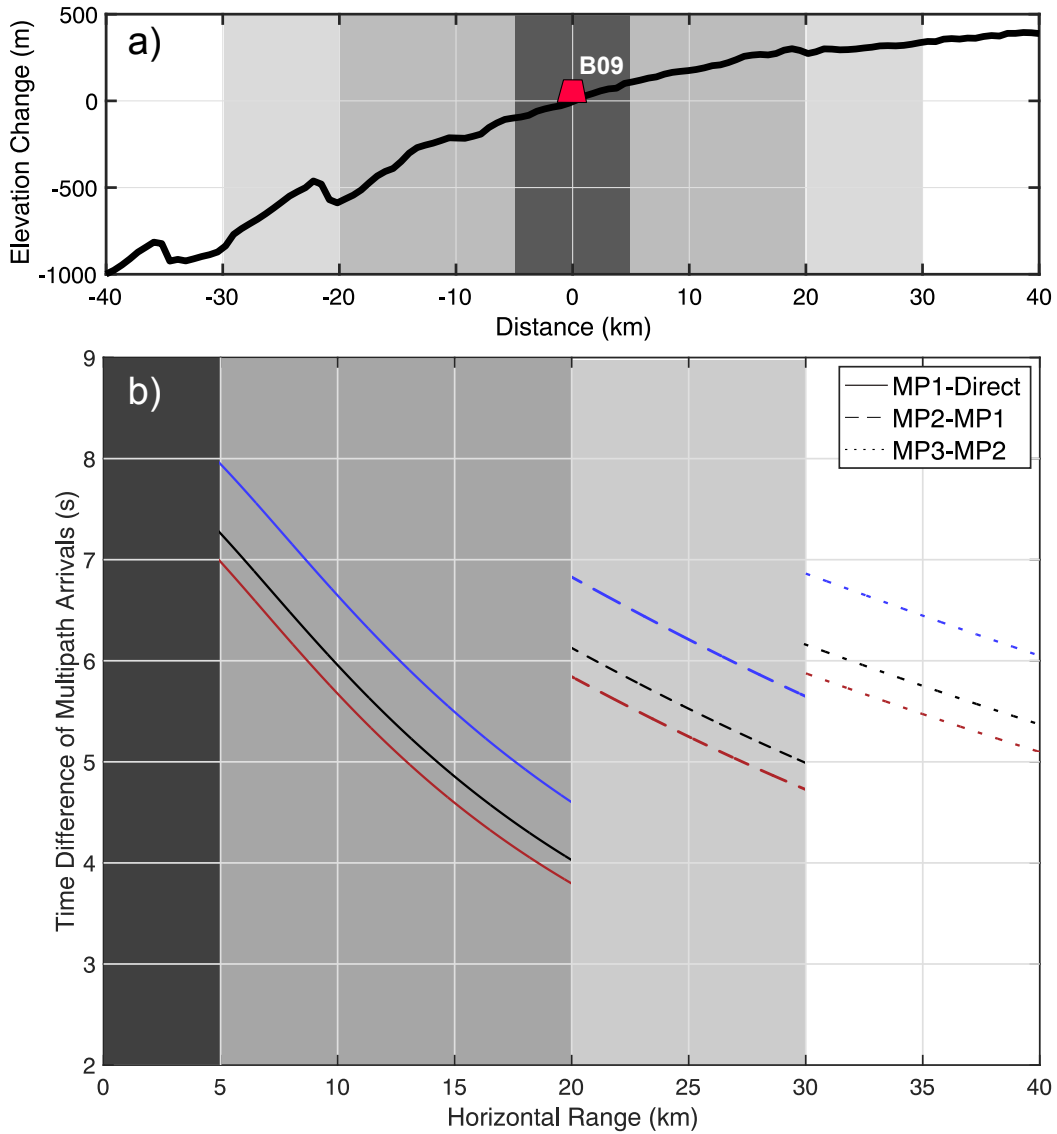 a)
B09
Elevation Change (m)
500
0
-500
-1000
-40 -30 -20 -10 0 10 20 30 40
Distance (km)
b)
MP1-Direct
MP2-MP1
MP3-MP2
Time Difference of Multipath Arrivals (s)
9
8
7
6
5
4
3
2
0 5 10 15 20 25 30 35 40
Horizontal Range (km)